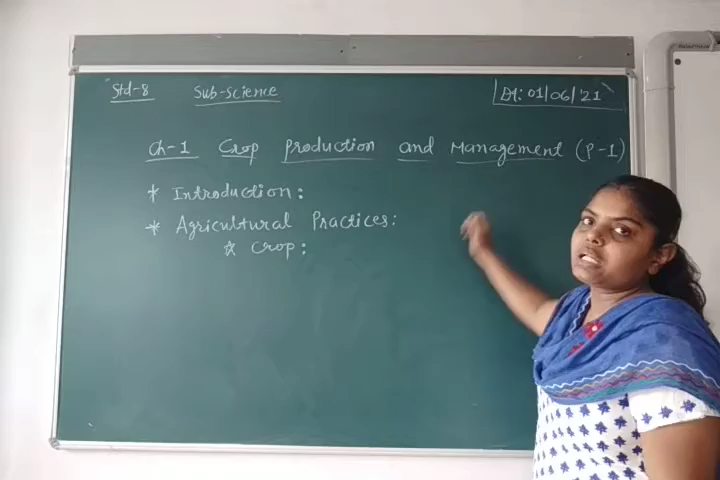 Std-8 Sub-Science Dt: 01/06/'21
Ch-1 Crop production and Management (P-1)
* Introduction:
* Agricultural Practices:
* Crop: